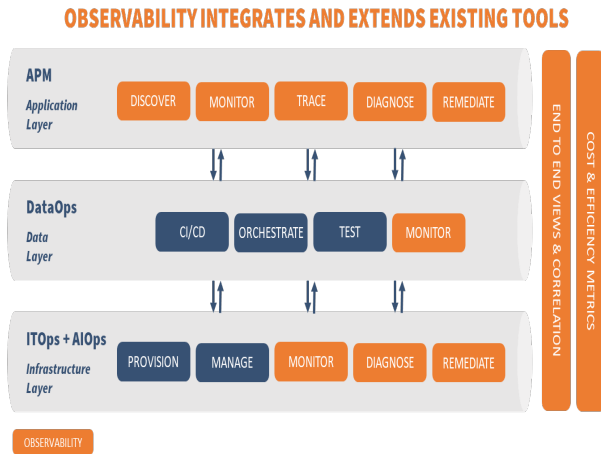 OBSERVABILITY INTEGRATES AND EXTENDS EXISTING TOOLS
APM
Application
Layer
DISCOVER
MONITOR
TRACE
DIAGNOSE
REMEDIATE
DataOps
Data
Layer
CI/CD
ORCHESTRATE
TEST
MONITOR
ITOps + AIOps
Infrastructure
Layer
PROVISION
MANAGE
MONITOR
DIAGNOSE
REMEDIATE
END TO END VIEWS & CORRELATION
COST & EFFICIENCY METRICS
OBSERVABILITY